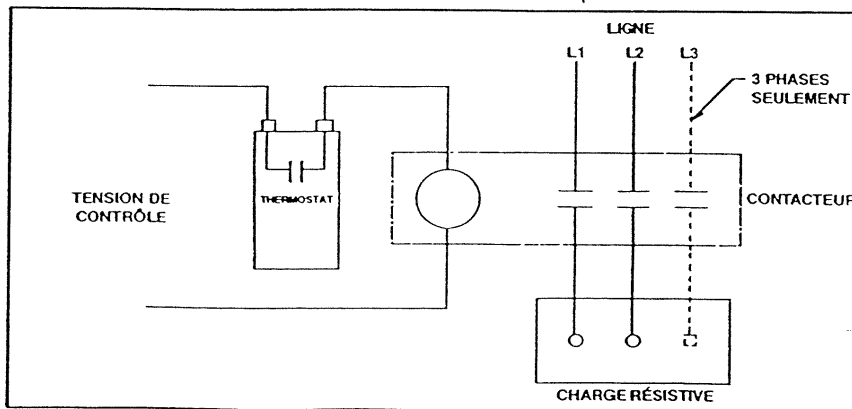 LIGNE
L1 L2 L3
3 PHASES
SEULEMENT
TENSION DE
CONTRÔLE
THERMOSTAT
CONTACTEUR
CHARGE RÉSISTIVE